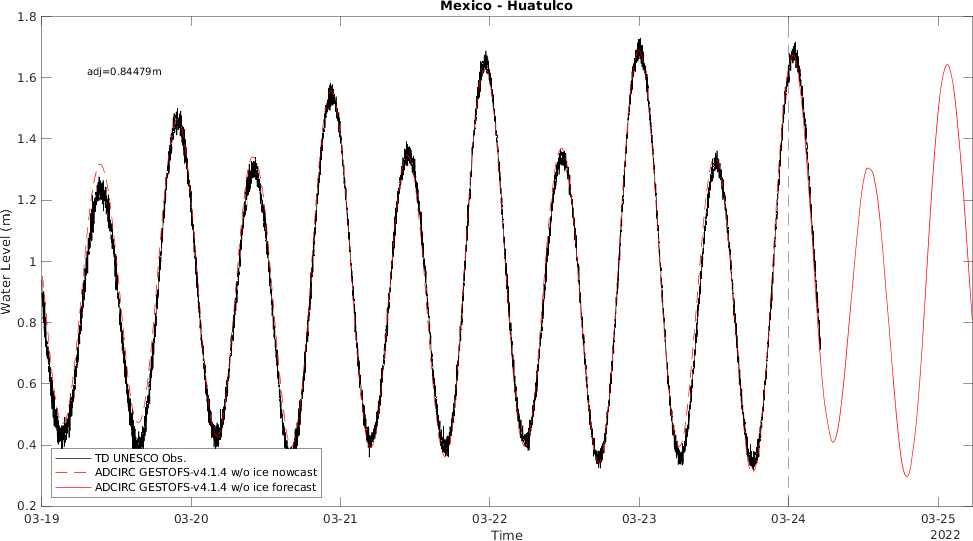 Mexico - Huatulco
1.8
1.6
1.4
1.2
1
0.8
0.6
0.4
0.2
Water Level (m)
adj=0.84479m
TD UNESCO Obs.
ADCIRC GESTOFS-v4.1.4 w/o ice nowcast
ADCIRC GESTOFS-v4.1.4 w/o ice forecast
03-19 03-20 03-21 03-22 03-23 03-24 03-25
Time
2022